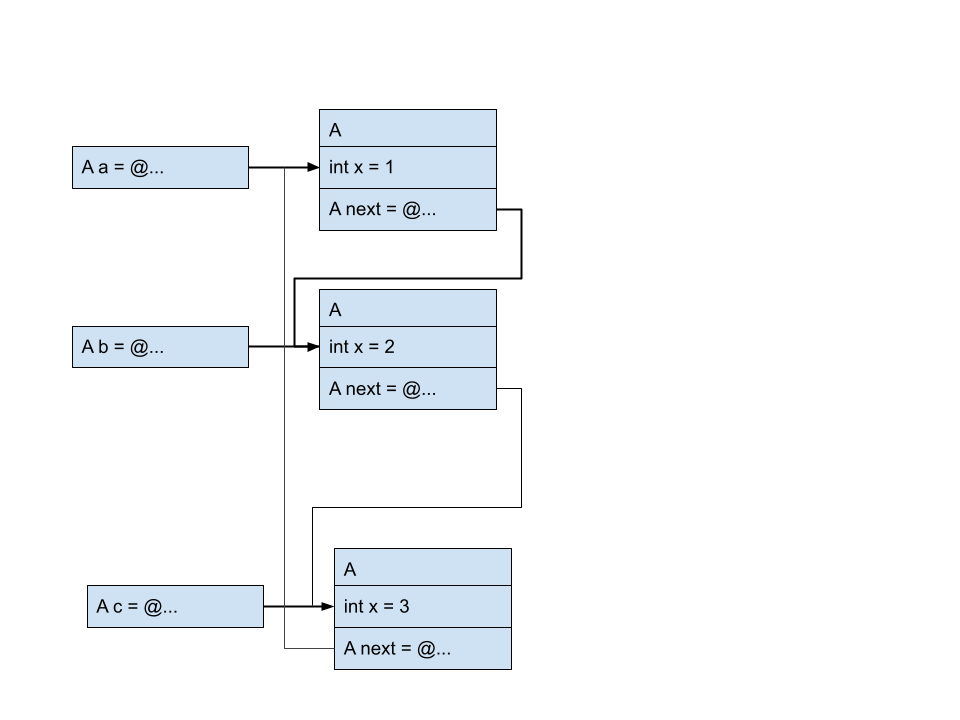 A
A a = @...
int x = 1
A next = @...
A
A b = @...
int x = 2
A next = @...
A
A c = @...
int x = 3
A next = @...